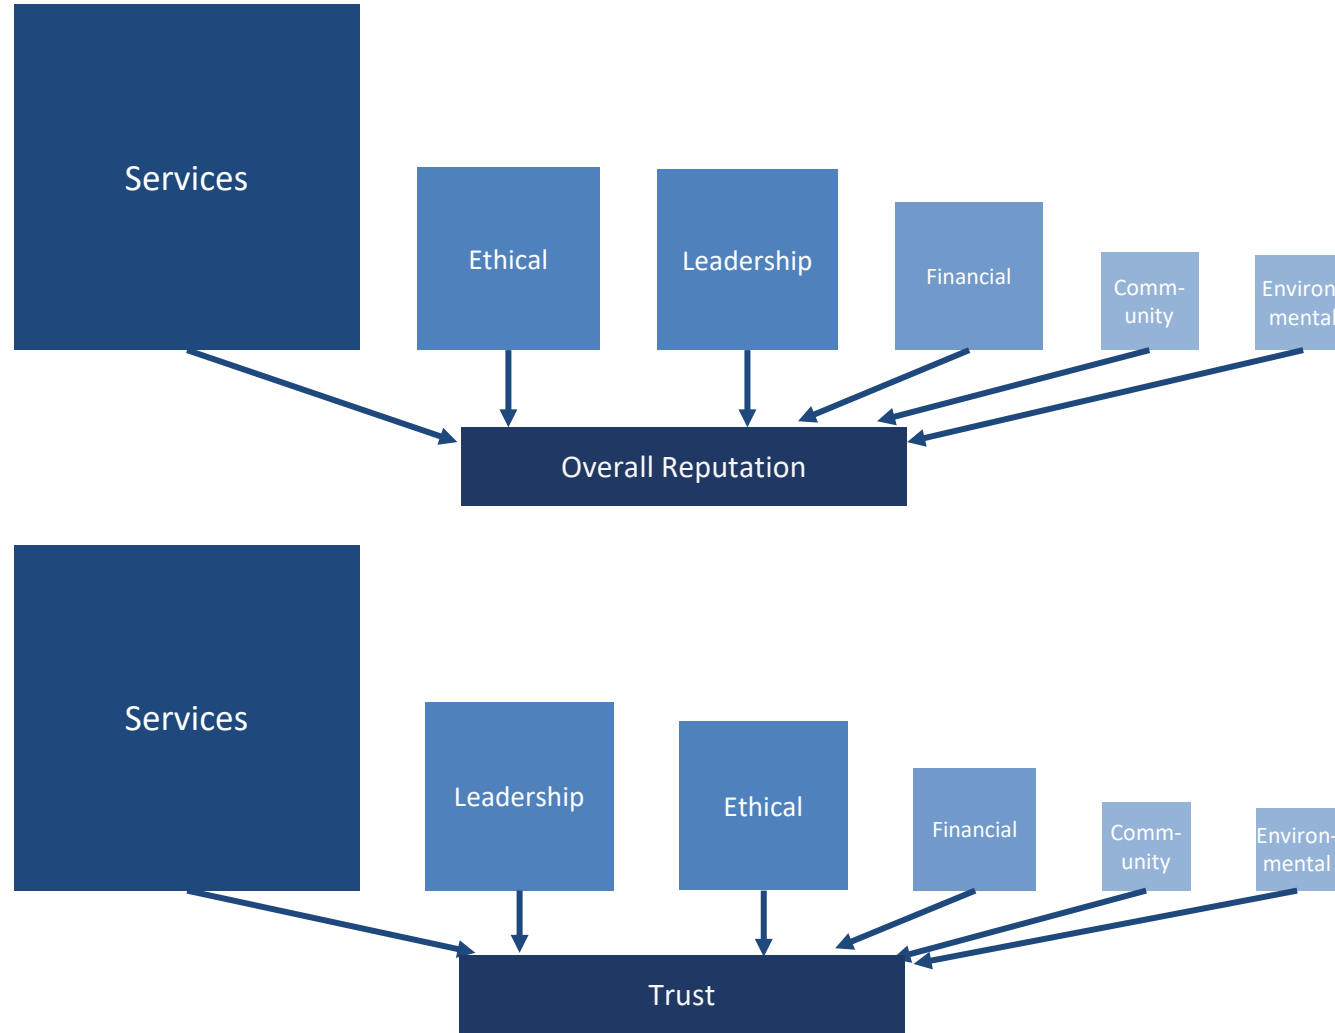 Services
Ethical
Leadership
Financial
Comm-
unity
Environ
mental
Overall Reputation
Services
Leadership
Ethical
Financial
Comm-
unity
Environ-
mental
Trust